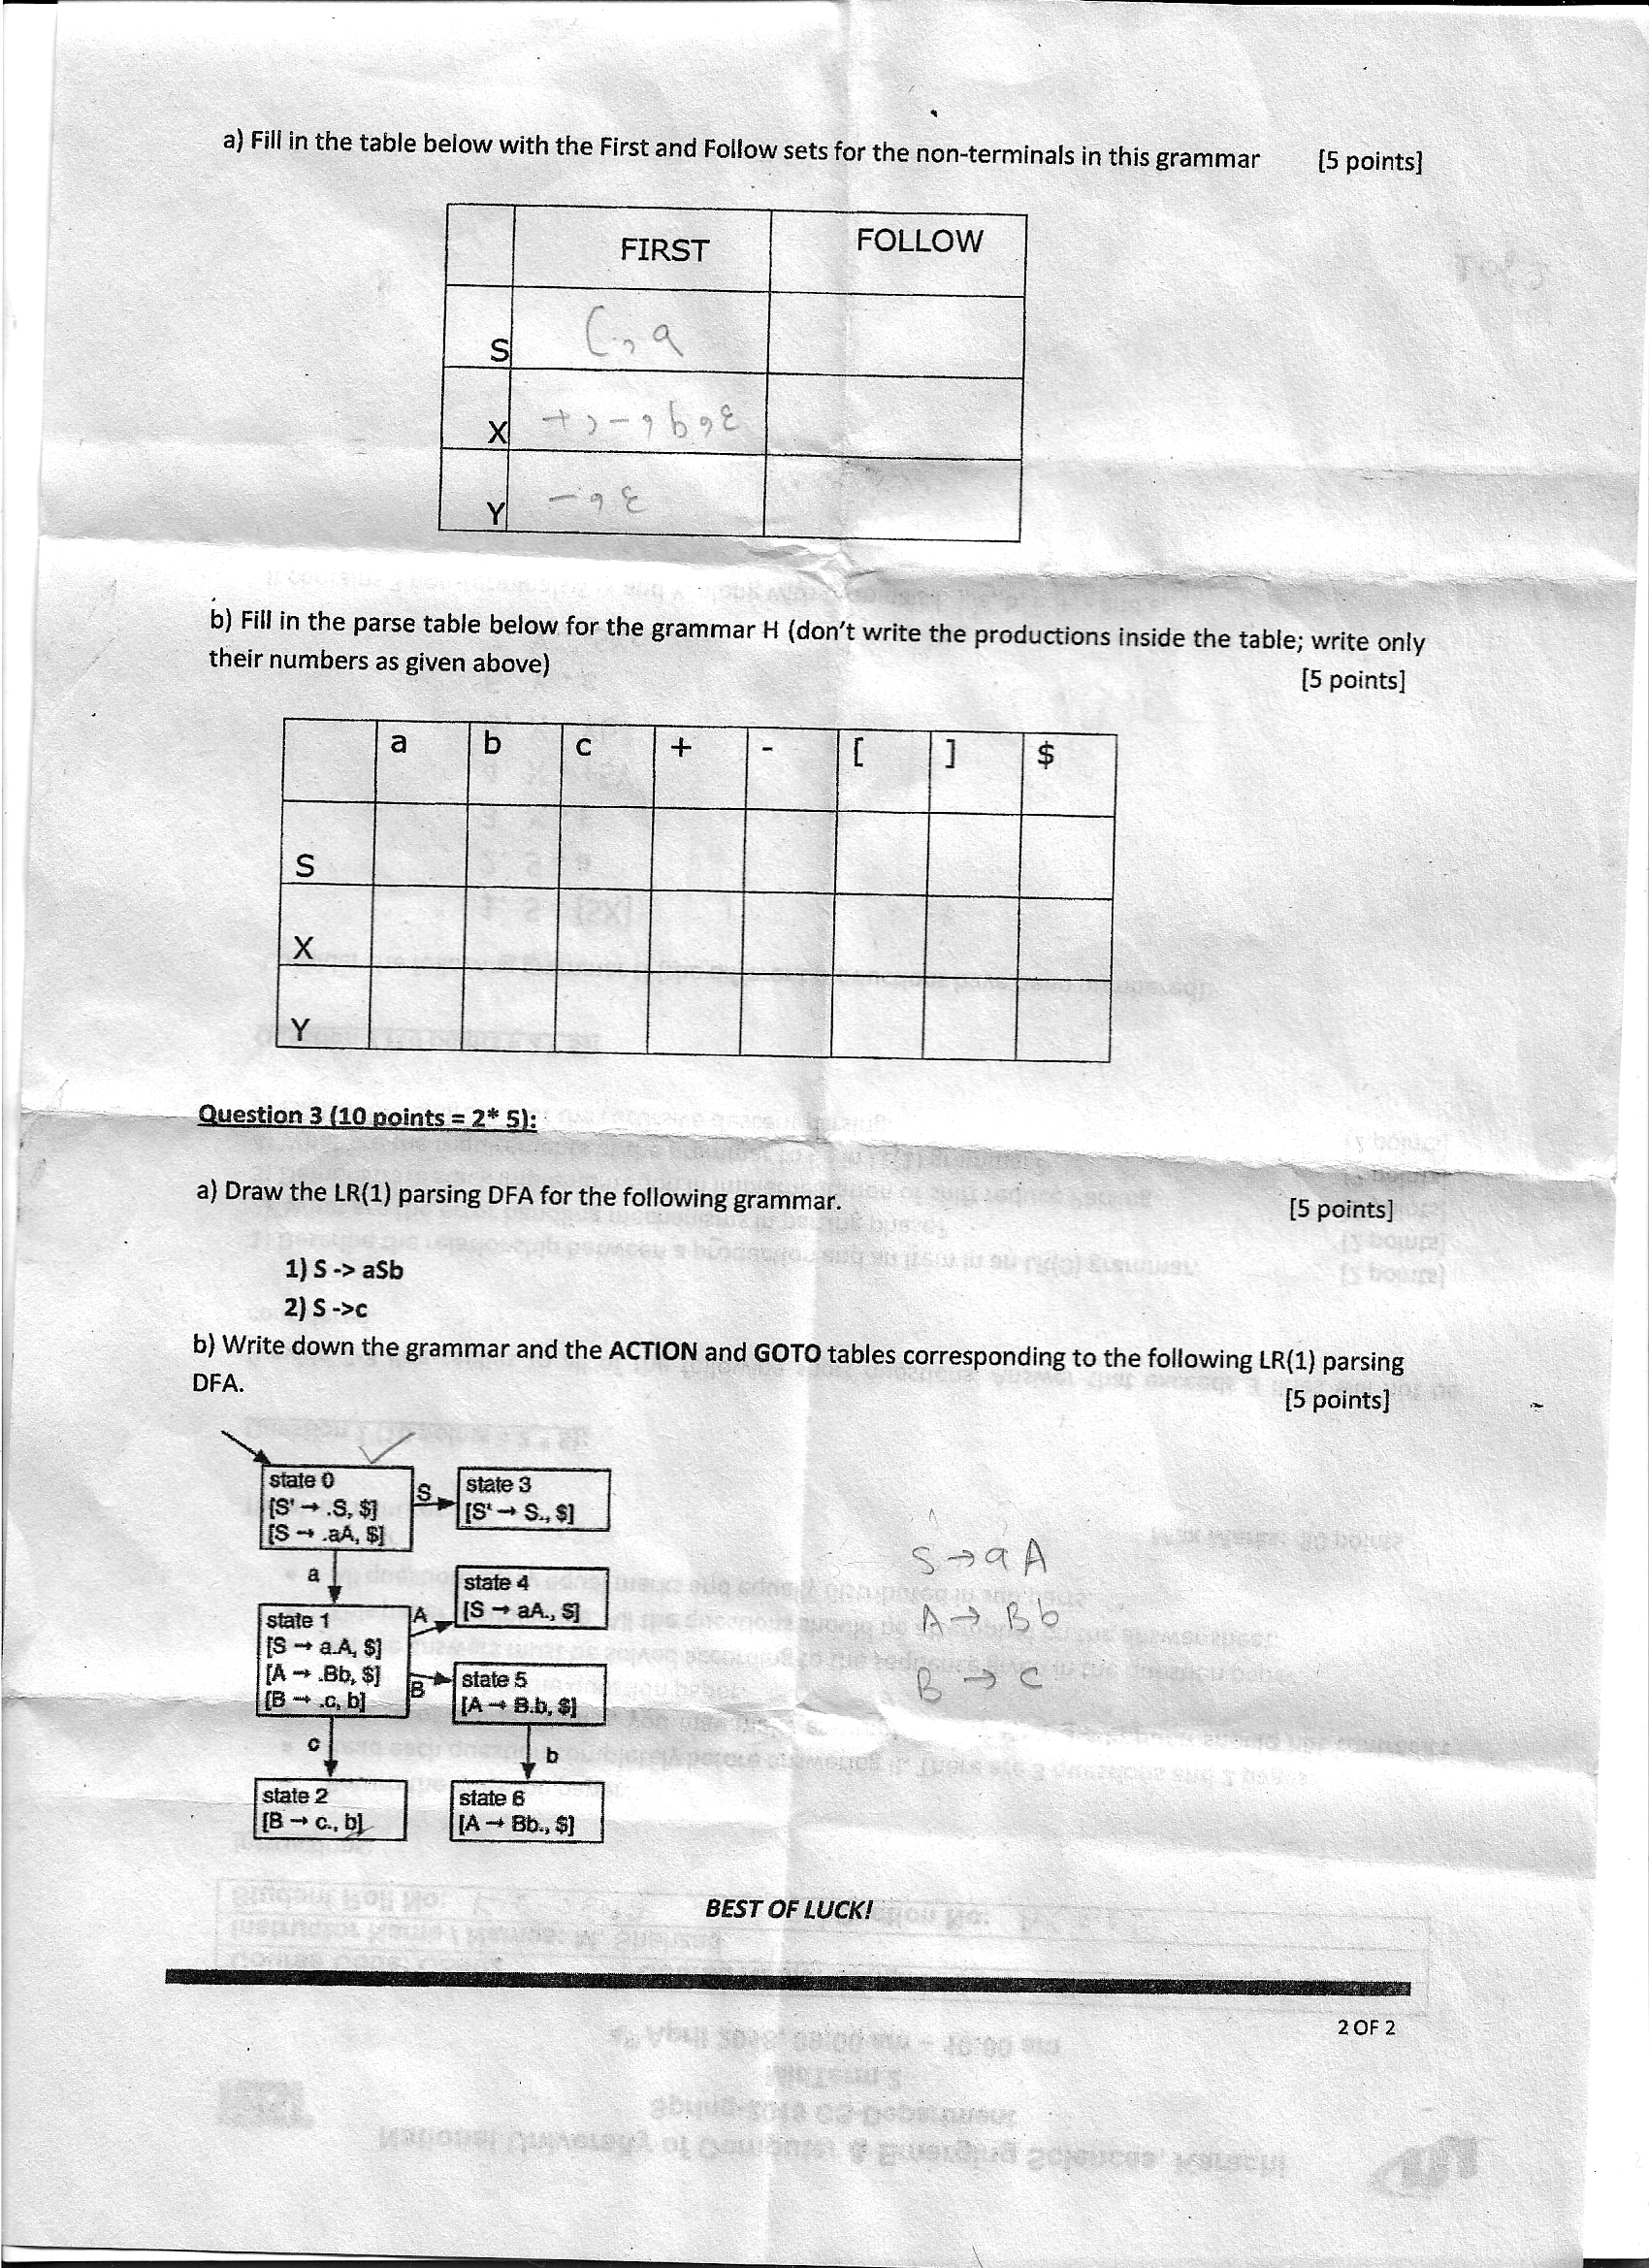 a) Fill in the table below with the First and Follow sets for the non-terminals in this grammar [5 points]
FIRST FOLLOW
S [ , a
X + , - , b , ε
Y - , ε
b) Fill in the parse table below for the grammar H (don't write the productions inside the table; write only
their numbers as given above) [5 points]
a b c + - [ ] $
S
X
Y
Question 3 (10 points = 2* 5):
a) Draw the LR(1) parsing DFA for the following grammar. [5 points]
1) S -> aSb
2) S ->c
b) Write down the grammar and the ACTION and GOTO tables corresponding to the following LR(1) parsing
DFA. [5 points]
state 0
[S' → .S, $]
[S → .aA, $]
S
state 3
[S' → S., $]
a
state 4
[S → aA., $]
state 1
[S → a.A, $]
[A → .Bb, $]
[B → .c, b]
A
B
state 5
[A → B.b, $]
c
b
state 2
[B → c., b]
state 6
[A → Bb., $]
S → a A
A → B b
B → c
BEST OF LUCK!
2 OF 2